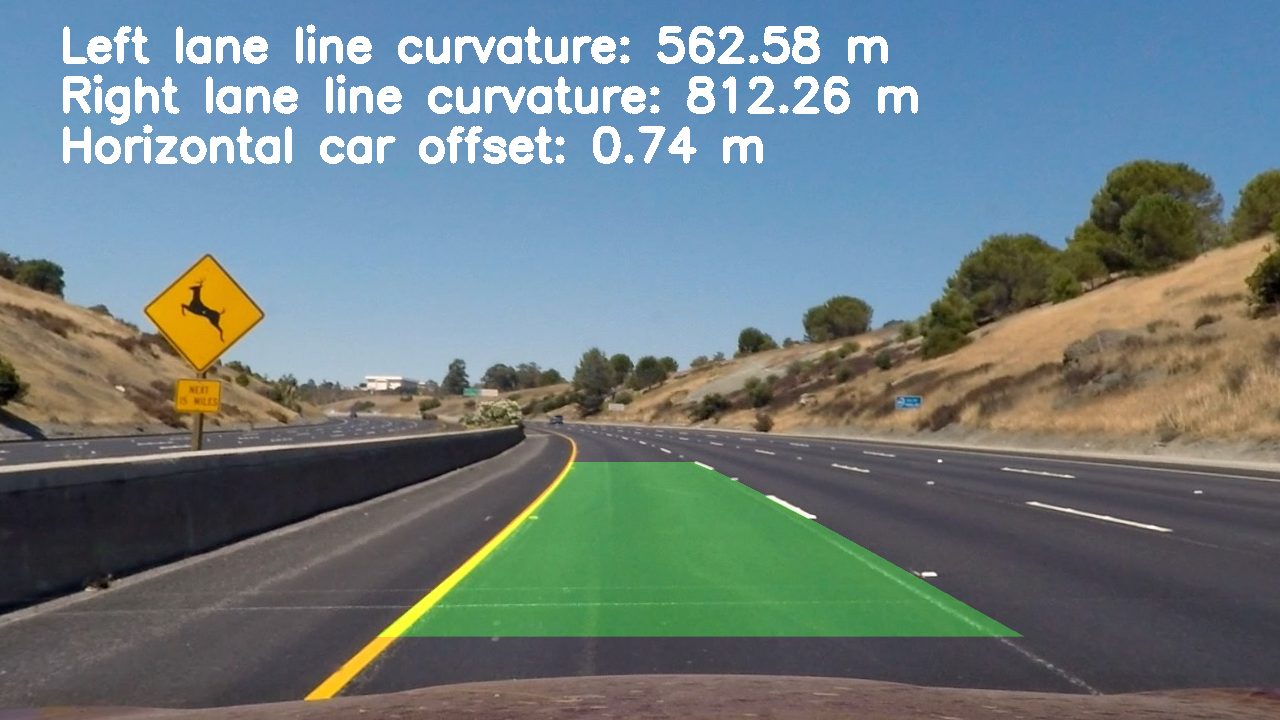 Left lane line curvature: 562.58 m
Right lane line curvature: 812.26 m
Horizontal car offset: 0.74 m
NEXT
15 MILES